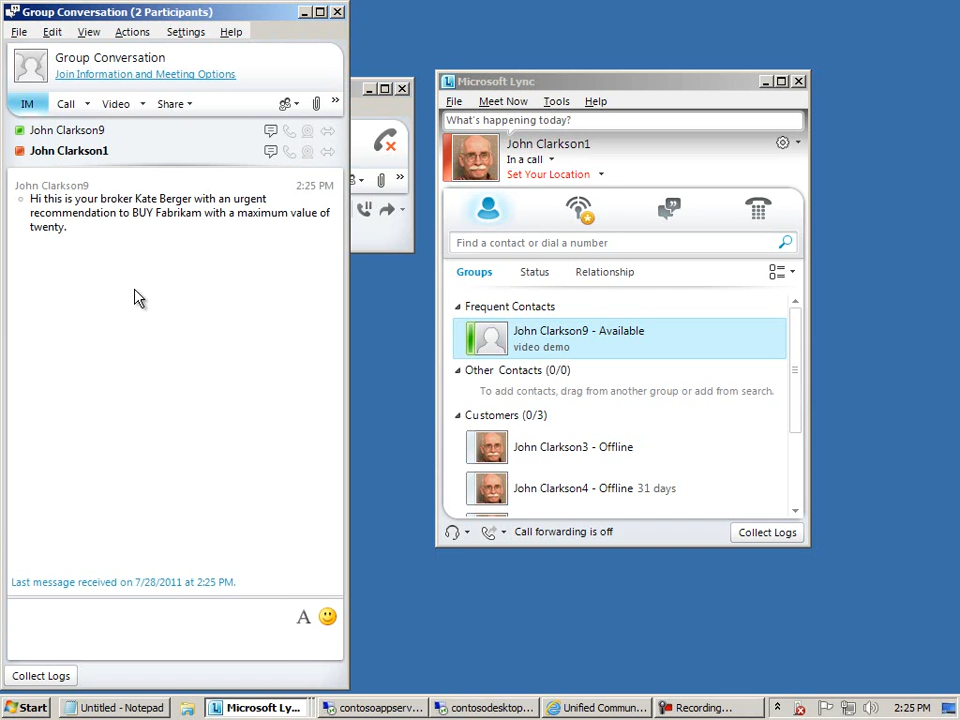 Group Conversation (2 Participants)
File Edit View Actions Settings Help
Group Conversation
Join Information and Meeting Options
IM Call Video Share »
John Clarkson9
John Clarkson1
John Clarkson9 2:25 PM
Hi this is your broker Kate Berger with an urgent
recommendation to BUY Fabrikam with a maximum value of
twenty.
Last message received on 7/28/2011 at 2:25 PM.
A
Collect Logs
»
Microsoft Lync
File Meet Now Tools Help
What's happening today?
John Clarkson1
In a call
Set Your Location
Find a contact or dial a number
Groups Status Relationship
Frequent Contacts
John Clarkson9 - Available
video demo
Other Contacts (0/0)
To add contacts, drag from another group or add from search.
Customers (0/3)
John Clarkson3 - Offline
John Clarkson4 - Offline 31 days
Call forwarding is off
Collect Logs
Start Untitled - Notepad Microsoft Ly... contosoappserv... contosodesktop... Unified Commun... Recording... 2:25 PM